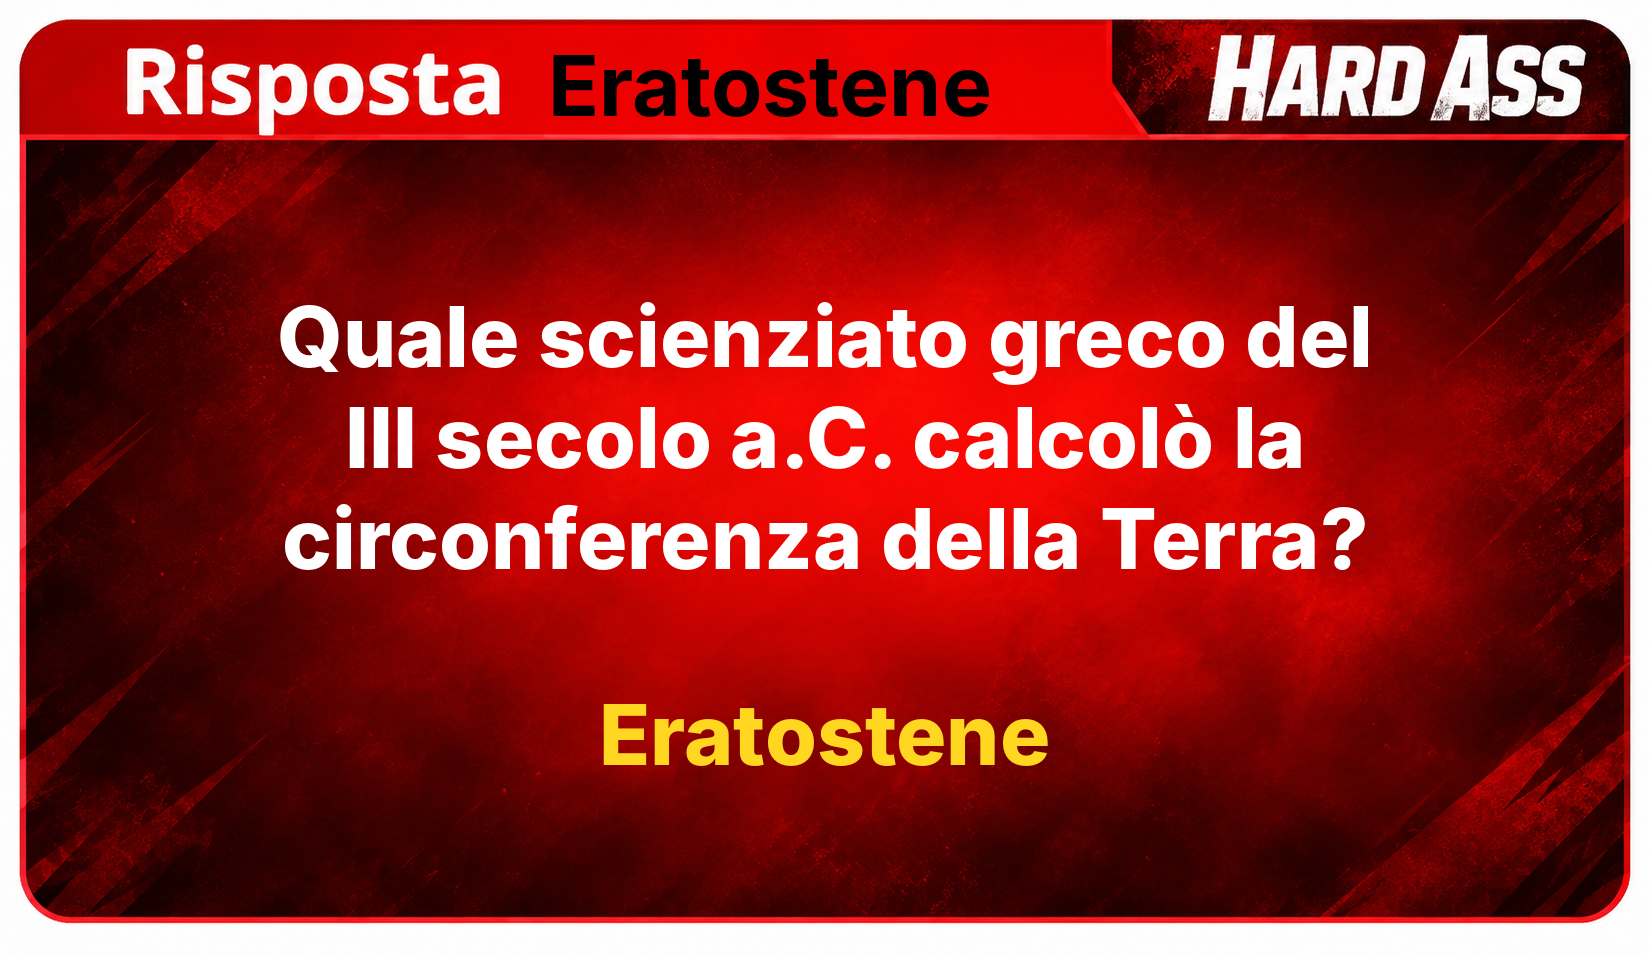 Risposta Eratostene HARD ASS
Quale scienziato greco del
III secolo a.C. calcolò la
circonferenza della Terra?
Eratostene